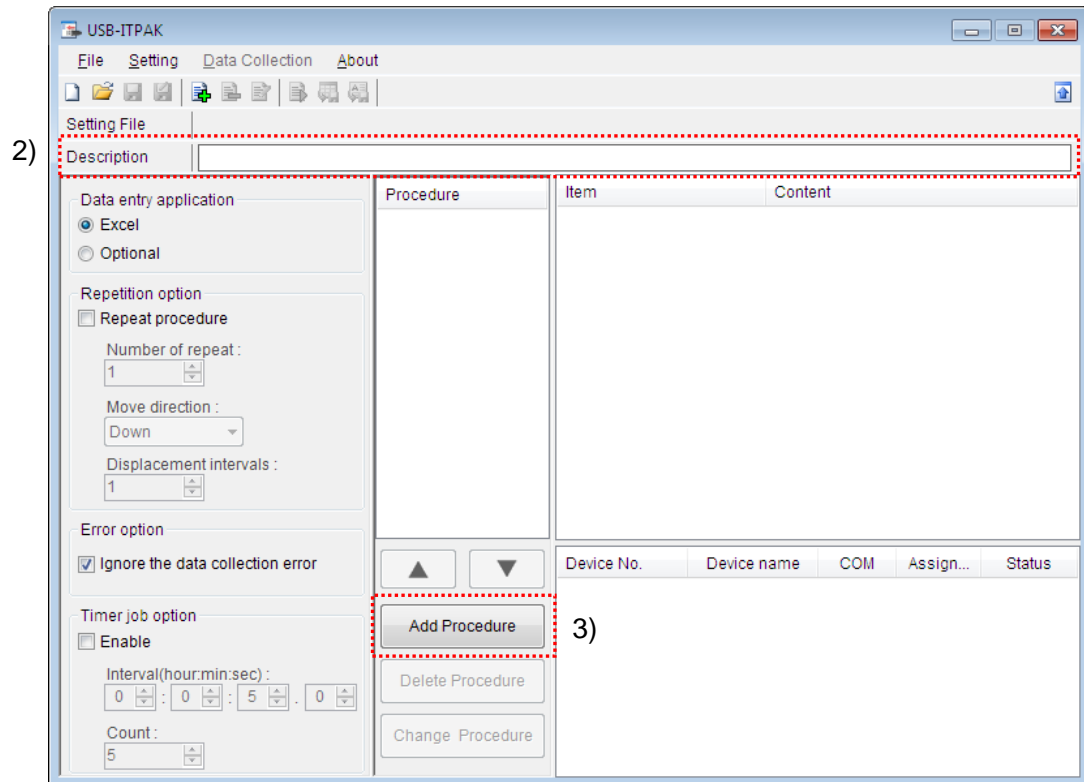 USB-ITPAK
File Setting Data Collection About
Setting File
2)
Description
Data entry application
Excel
Optional
Repetition option
Repeat procedure
Number of repeat :
1
Move direction :
Down
Displacement intervals :
1
Error option
Ignore the data collection error
Timer job option
Enable
Interval(hour:min:sec) :
0 : 0 : 5 . 0
Count :
5
Procedure
Add Procedure
3)
Delete Procedure
Change Procedure
Item Content
Device No. Device name COM Assign... Status